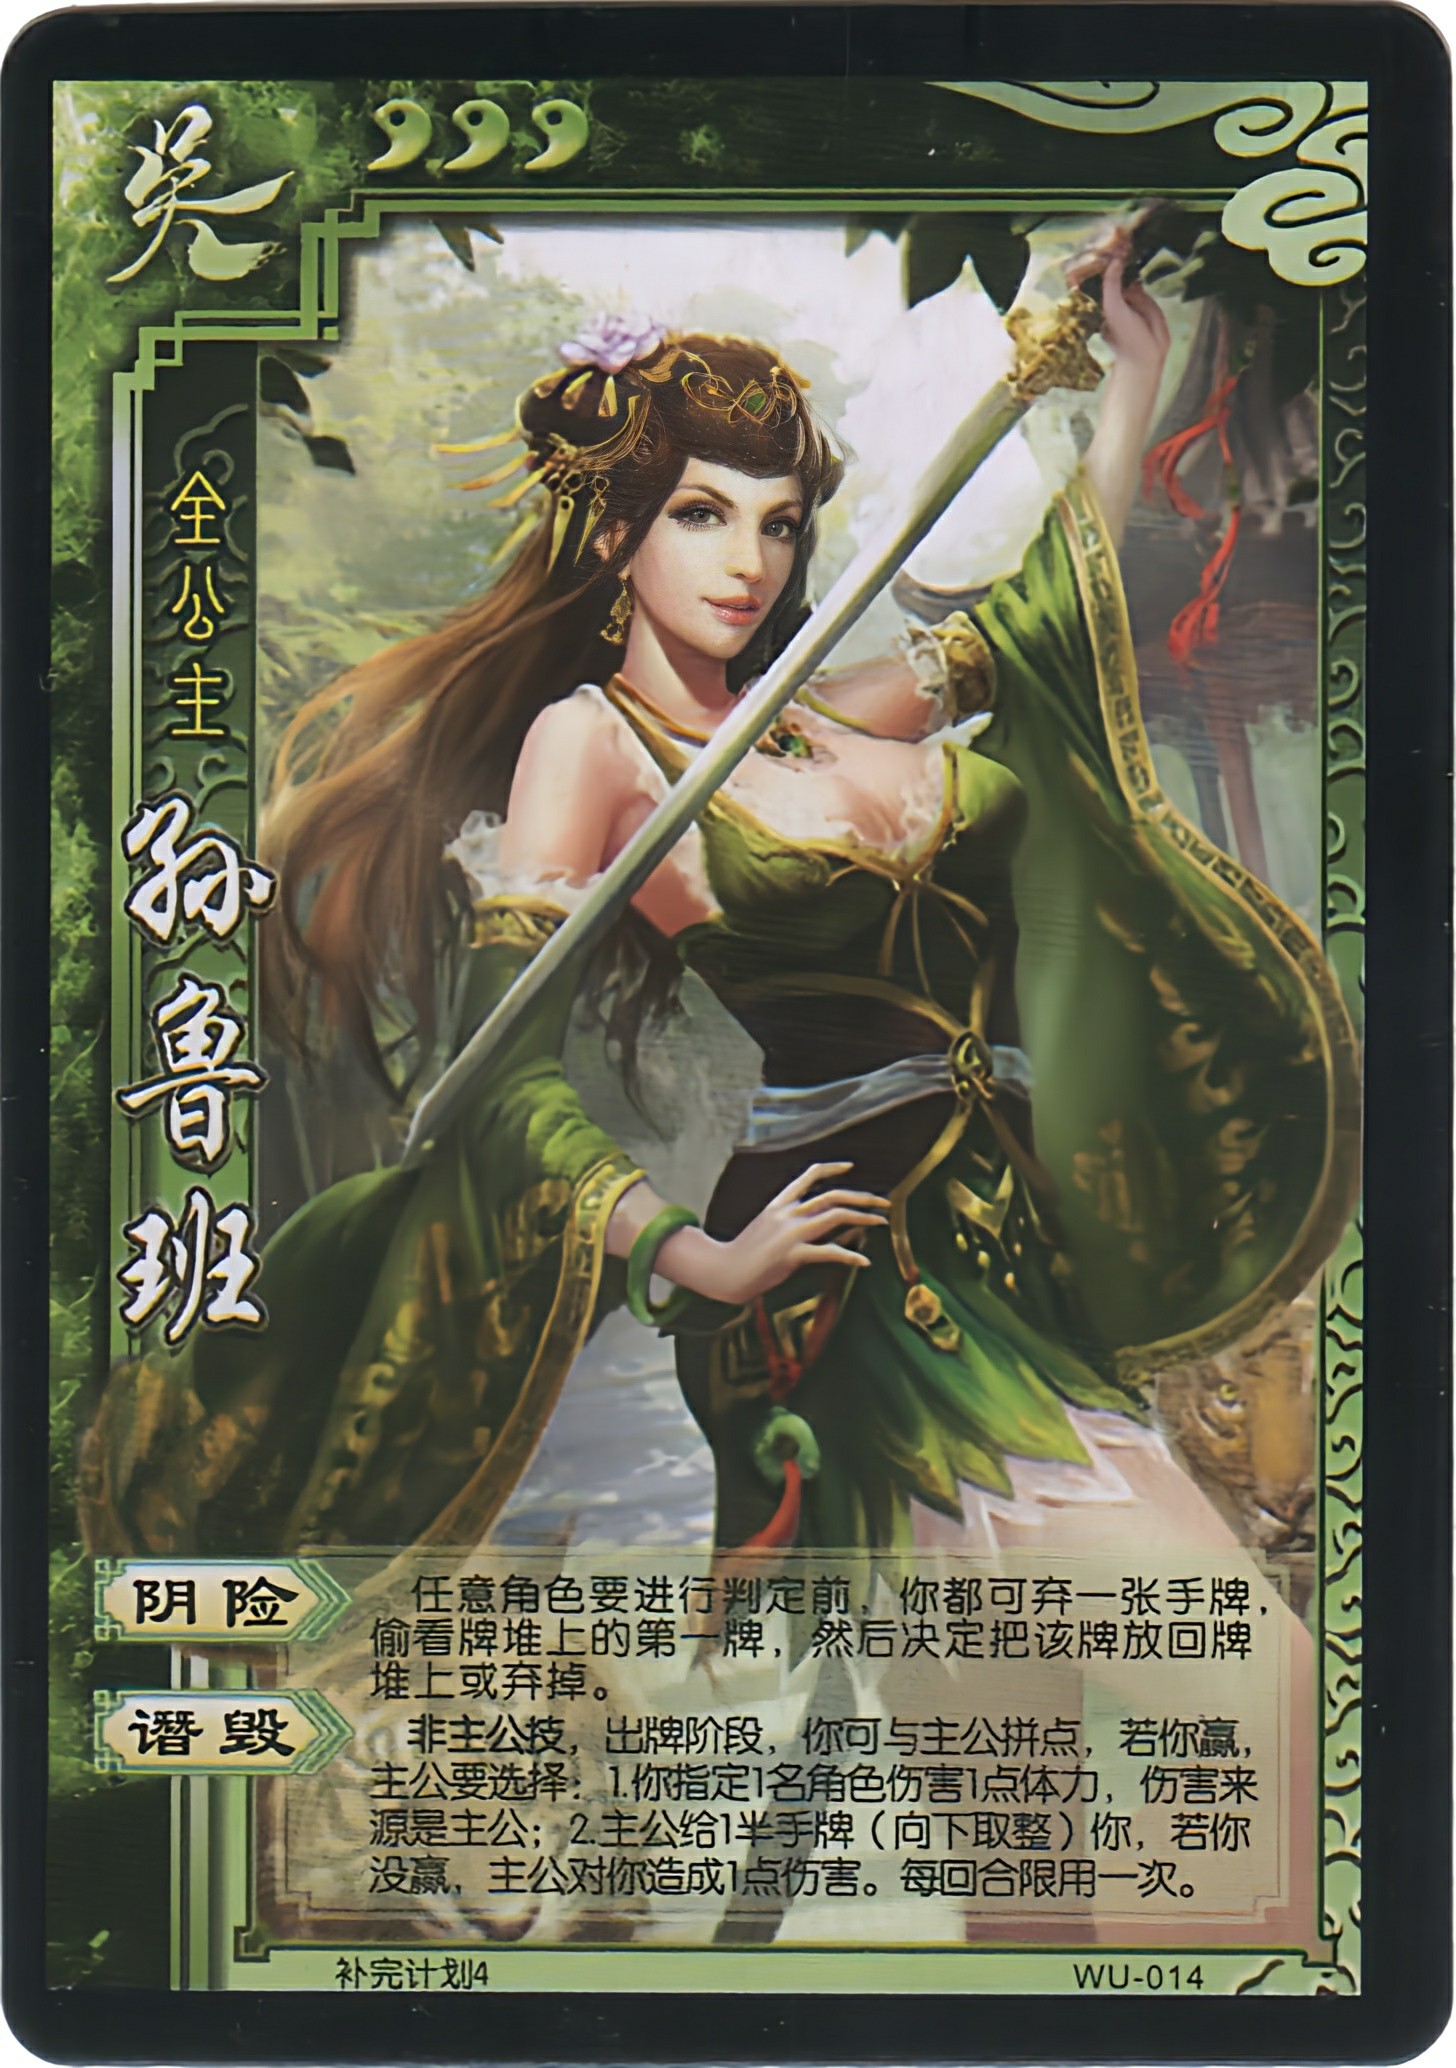 吴
全公主
孙鲁班
阴险
任意角色要进行判定前，你都可弃一张手牌，
偷看牌堆上的第一牌，然后决定把该牌放回牌
堆上或弃掉。
谮毁
非主公技，出牌阶段，你可与主公拼点，若你赢，
主公要选择：1.你指定1名角色伤害1点体力，伤害来
源是主公；2.主公给1半手牌（向下取整）你，若你
没赢，主公对你造成1点伤害。每回合限用一次。
补完计划4
WU-014